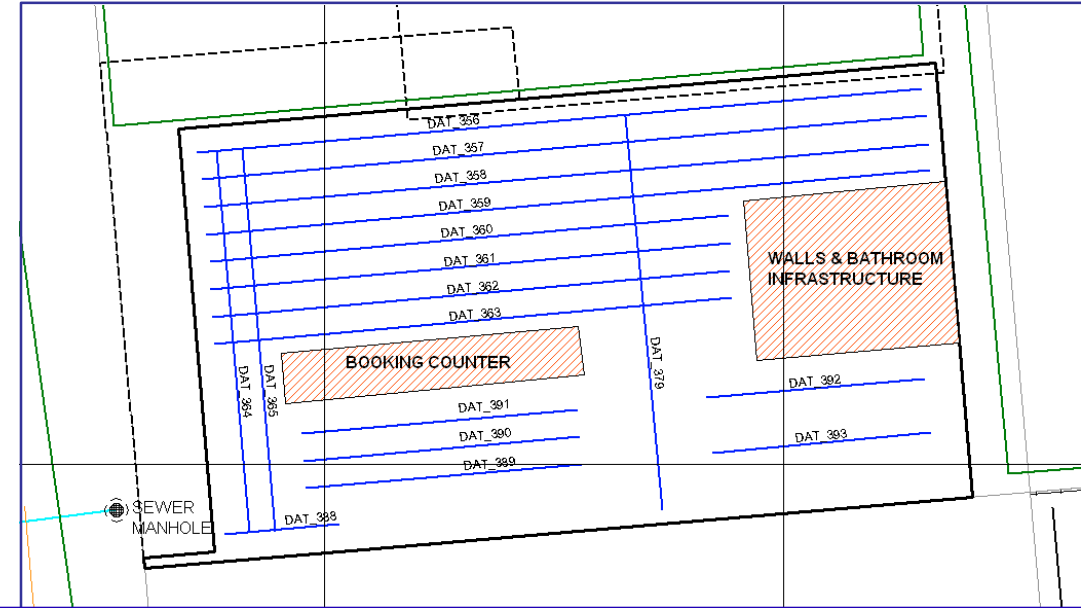 DAT_356
DAT_357
DAT_358
DAT_359
DAT_360
DAT_361
DAT_362
DAT_363
WALLS & BATHROOM
INFRASTRUCTURE
BOOKING COUNTER
DAT_364
DAT_365
DAT_379
DAT_392
DAT_391
DAT_390
DAT_393
DAT_389
SEWER
MANHOLE
DAT_388